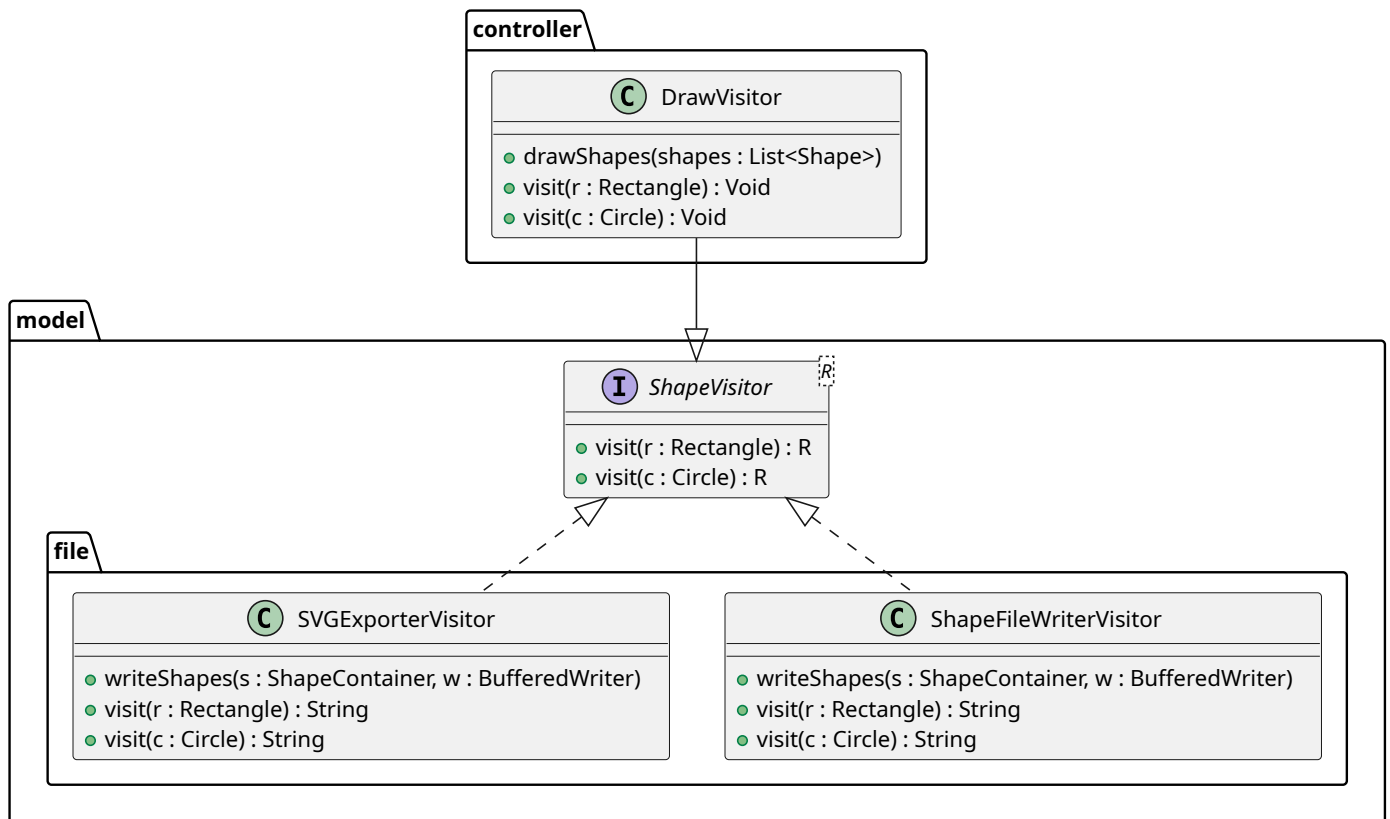 controller
C DrawVisitor
drawShapes(shapes : List<Shape>)
visit(r : Rectangle) : Void
visit(c : Circle) : Void
model
I ShapeVisitor R
visit(r : Rectangle) : R
visit(c : Circle) : R
file
C SVGExporterVisitor
writeShapes(s : ShapeContainer, w : BufferedWriter)
visit(r : Rectangle) : String
visit(c : Circle) : String
C ShapeFileWriterVisitor
writeShapes(s : ShapeContainer, w : BufferedWriter)
visit(r : Rectangle) : String
visit(c : Circle) : String